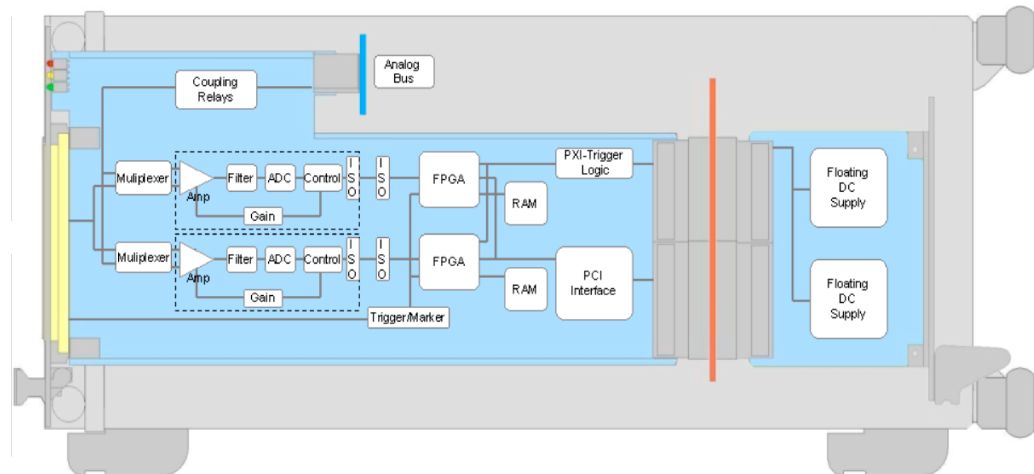 Analog
Bus
Coupling
Relays
Muliplexer
Amp
Filter
ADC
Control
Gain
I
S
O
I
S
O
FPGA
PXI-Trigger
Logic
RAM
Floating
DC
Supply
Muliplexer
Amp
Filter
ADC
Control
Gain
I
S
O
I
S
O
FPGA
RAM
PCI
Interface
Trigger/Marker
Floating
DC
Supply